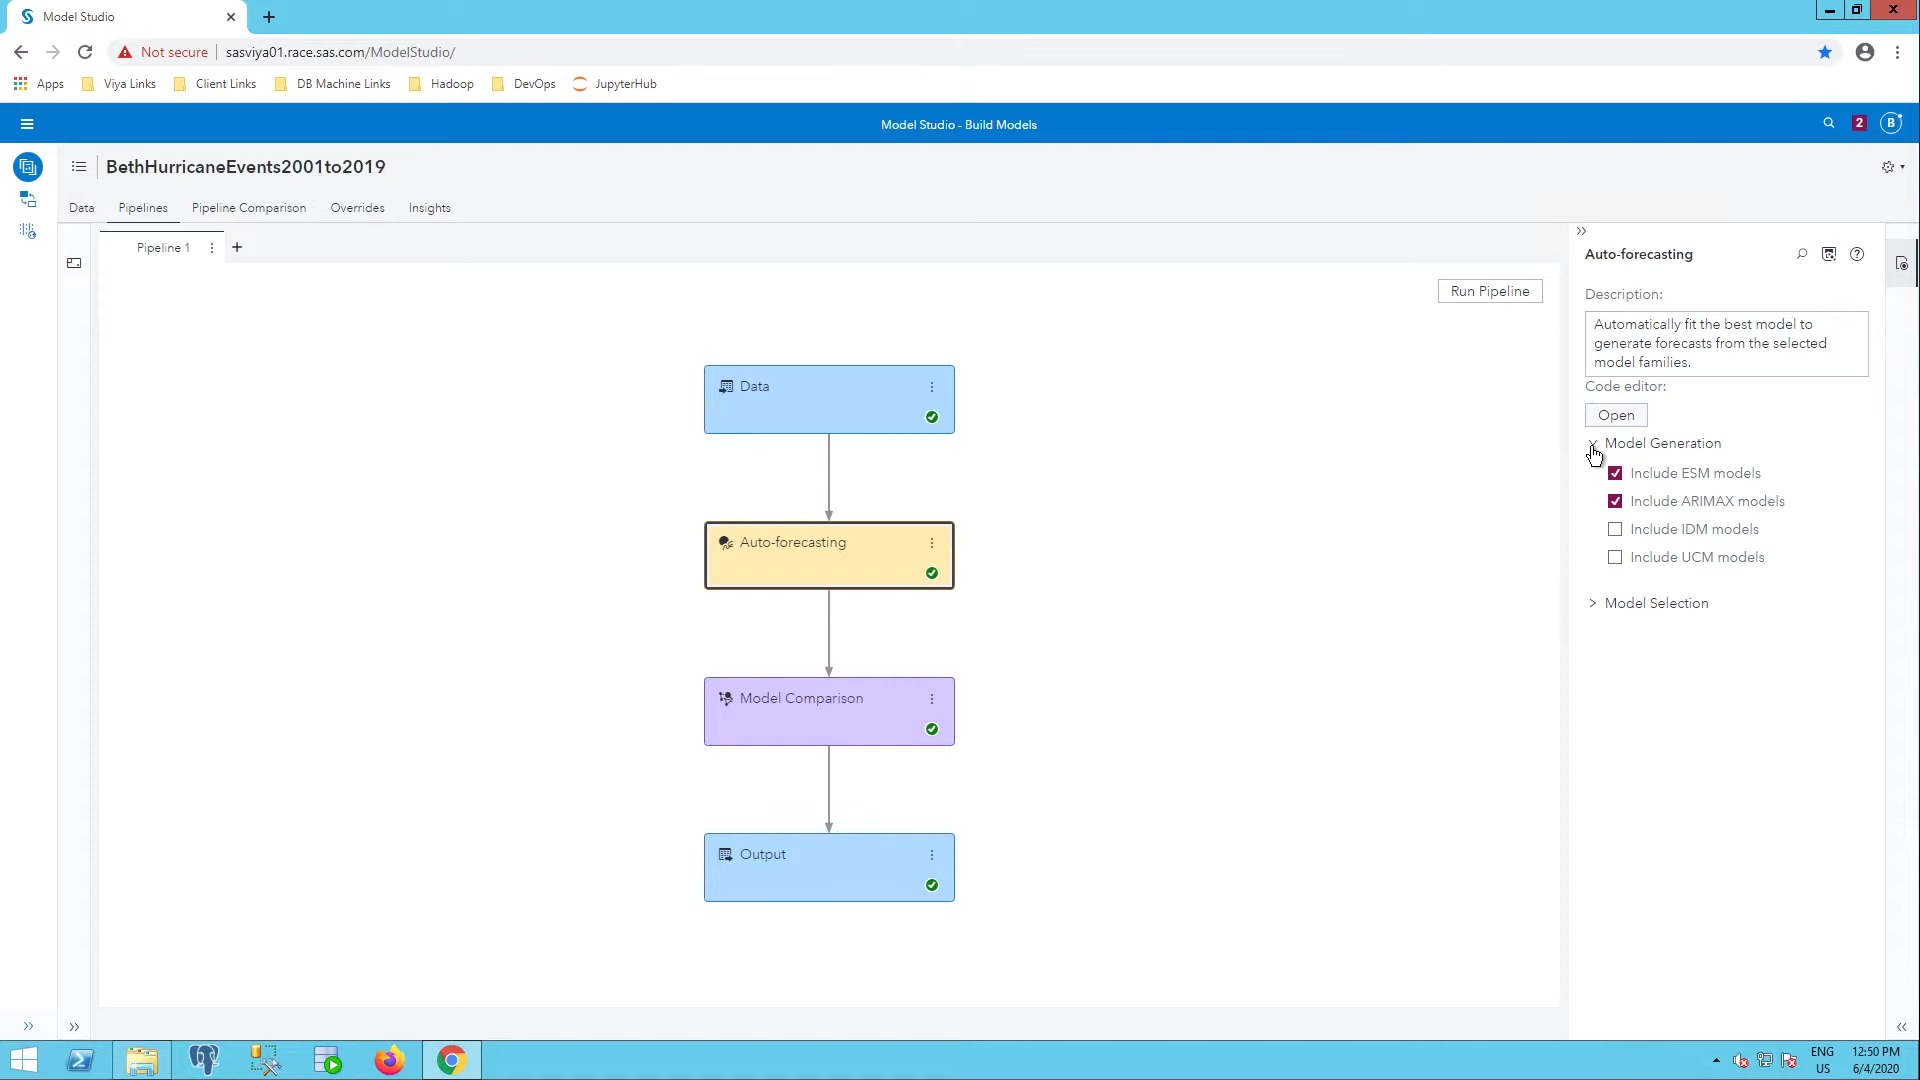 Model Studio
Not secure
sasviya01.race.sas.com/ModelStudio/
Apps
Viya Links
Client Links
DB Machine Links
Hadoop
DevOps
JupyterHub
Model Studio - Build Models
2
B
BethHurricaneEvents2001to2019
Data
Pipelines
Pipeline Comparison
Overrides
Insights
Pipeline 1
Run Pipeline
Data
Auto-forecasting
Model Comparison
Output
Auto-forecasting
Description:
Automatically fit the best model to
generate forecasts from the selected
model families.
Code editor:
Open
Model Generation
Include ESM models
Include ARIMAX models
Include IDM models
Include UCM models
Model Selection
ENG
US
12:50 PM
6/4/2020